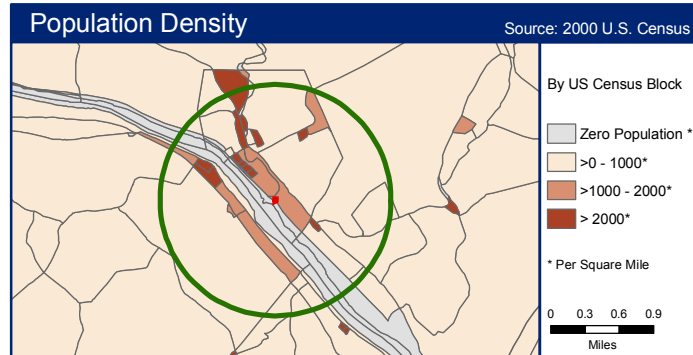 Population Density
Source: 2000 U.S. Census
By US Census Block
Zero Population *
>0 - 1000*
>1000 - 2000*
> 2000*
* Per Square Mile
0 0.3 0.6 0.9
Miles